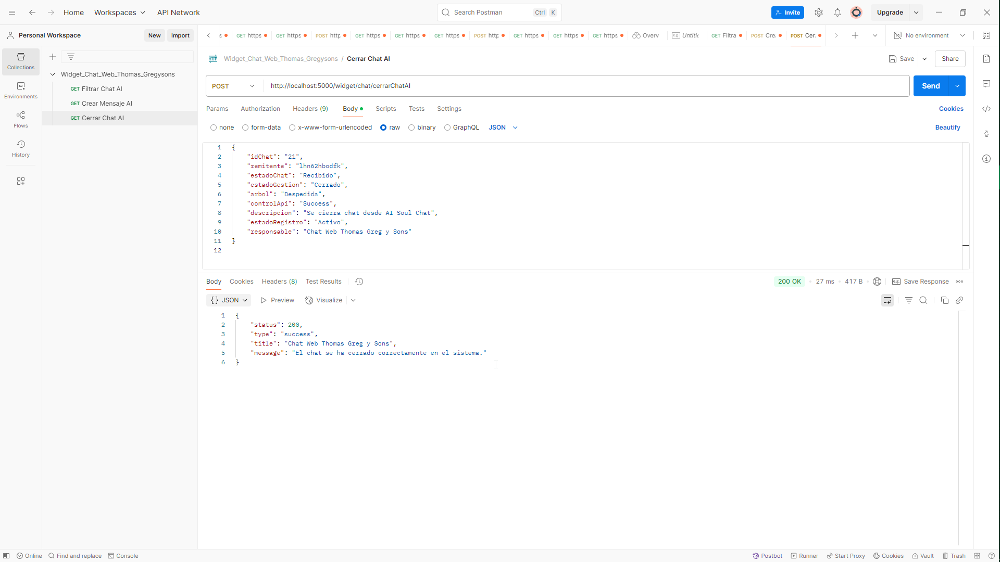 Home
Workspaces
API Network
Search Postman
Ctrl K
Invite
Upgrade
Personal Workspace
New
Import
s
GET https
GET https
POST http
GET https
GET https
GET https
POST http
GET https
GET https
GET https
Overv
Untitle
GET Filtra
POST Cre
POST Cer
No environment
Collections
Environments
Flows
History
Widget_Chat_Web_Thomas_Gregysons
GET Filtrar Chat AI
GET Crear Mensaje AI
GET Cerrar Chat AI
HTTP Widget_Chat_Web_Thomas_Gregysons / Cerrar Chat AI
Save
Share
POST
http://localhost:5000/widget/chat/cerrarChatAI
Send
Params
Authorization
Headers (9)
Body
Scripts
Tests
Settings
Cookies
none
form-data
x-www-form-urlencoded
raw
binary
GraphQL
JSON
Beautify
1 {
2 "idChat": "21",
3 "remitente": "lhn62hbodfk",
4 "estadoChat": "Recibido",
5 "estadoGestion": "Cerrado",
6 "arbol": "Despedida",
7 "controlApi": "Success",
8 "descripcion": "Se cierra chat desde AI Soul Chat",
9 "estadoRegistro": "Activo",
10 "responsable": "Chat Web Thomas Greg y Sons"
11 }
12
Body
Cookies
Headers (8)
Test Results
200 OK
27 ms
417 B
e.g. Save Response
{} JSON
Preview
Visualize
1 {
2 "status": 200,
3 "type": "success",
4 "title": "Chat Web Thomas Greg y Sons",
5 "message": "El chat se ha cerrado correctamente en el sistema."
6 }
Online
Find and replace
Console
Postbot
Runner
Start Proxy
Cookies
Vault
Trash